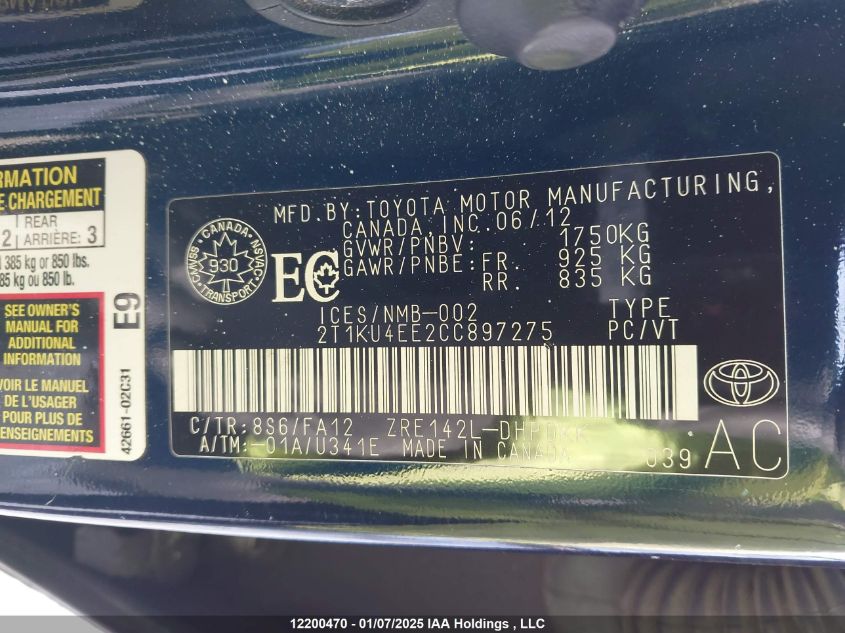 RMATION
E CHARGEMENT
2 REAR ARRIÈRE: 3
385 kg or 850 lbs.
85 kg ou 850 lb.
SEE OWNER'S
MANUAL FOR
ADDITIONAL
INFORMATION
VOIR LE MANUEL
DE L'USAGER
POUR PLUS DE
RENSEIGNEMENTS
E9
42661-02C31
MFD.BY:TOYOTA MOTOR MANUFACTURING,
CANADA, INC. 06/12
GVWR/PNBV: 1750KG
GAWR/PNBE: FR. 925 KG
RR. 835 KG
CANADA
930
TRANSPORT
EC
ICES/NMB-002 TYPE
2T1KU4EE2CC897275 PC/VT
C/TR: 8S6/FA12 ZRE142L-
A/TM:-01A/U341E MADE IN CANADA 039 AC
12200470 - 01/07/2025 IAA Holdings , LLC